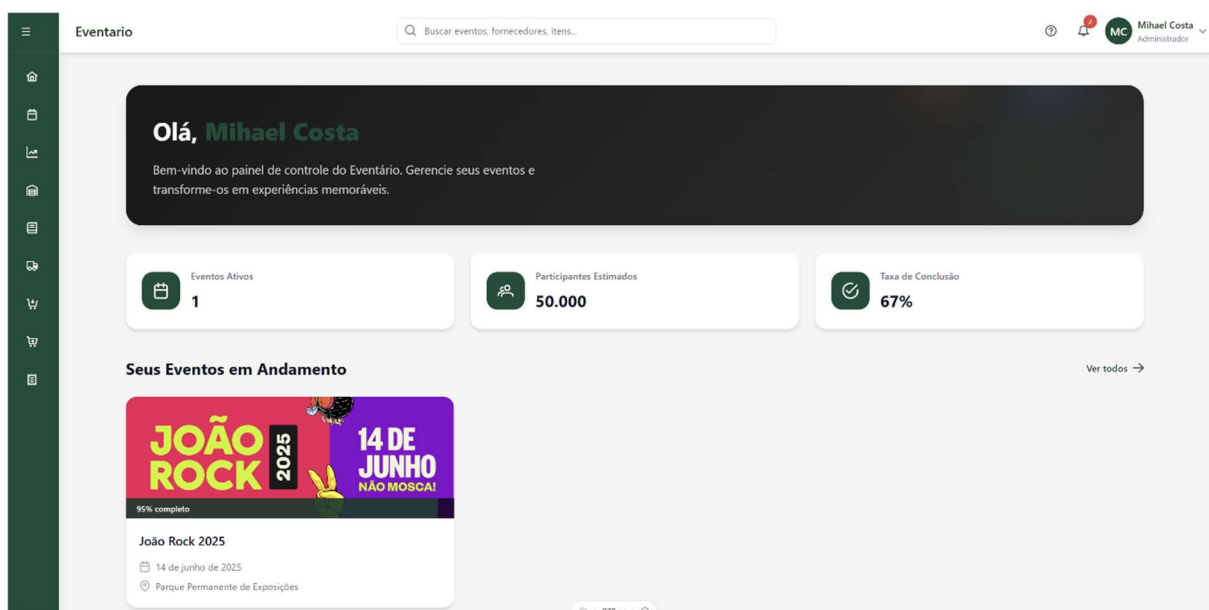 Eventario
Buscar eventos, fornecedores, itens...
2
MC
Mihael Costa
Administrador
Olá, Mihael Costa
Bem-vindo ao painel de controle do Eventário. Gerencie seus eventos e
transforme-os em experiências memoráveis.
Eventos Ativos
1
Participantes Estimados
50.000
Taxa de Conclusão
67%
Seus Eventos em Andamento
Ver todos
JOÃO
ROCK
2025
14 DE
JUNHO
NÃO MOSCA!
95% completo
João Rock 2025
14 de junho de 2025
Parque Permanente de Exposições